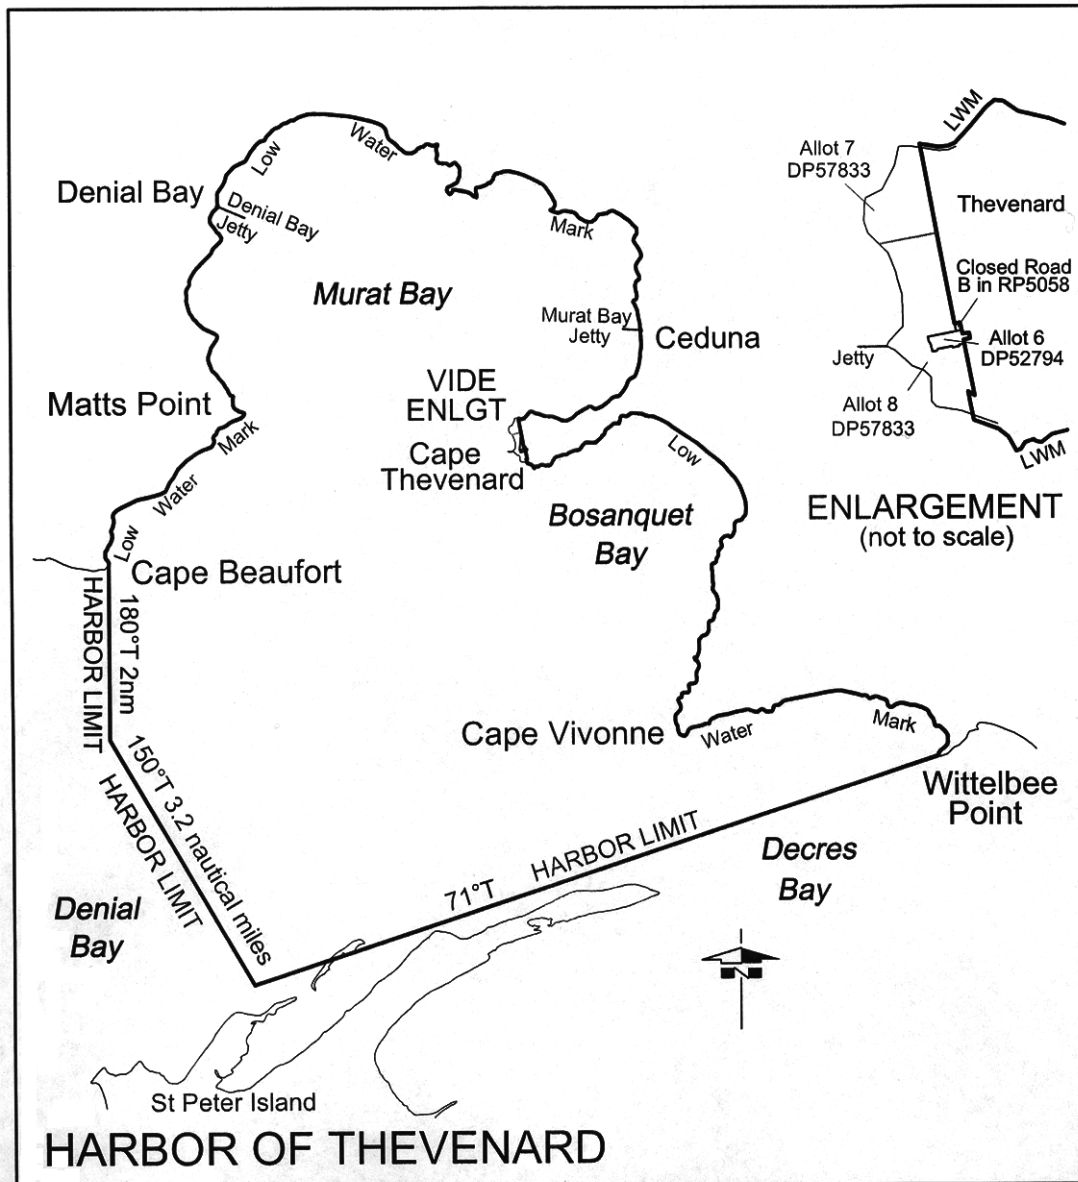 Low
Water
Denial Bay
Denial Bay
Jetty
Mark
Murat Bay
Murat Bay
Jetty
Ceduna
VIDE
ENLGT
Matts Point
Mark
Cape
Thevenard
Low
Water
Bosanquet
Bay
Low
Cape Beaufort
HARBOR LIMIT
180°T 2nm
Cape Vivonne
Water
Mark
150°T 3.2 nautical miles
HARBOR LIMIT
Wittelbee
Point
71°T HARBOR LIMIT
Decres
Bay
Denial
Bay
N
St Peter Island
HARBOR OF THEVENARD
LWM
Allot 7
DP57833
Thevenard
Closed Road
B in RP5058
Allot 6
DP52794
Jetty
Allot 8
DP57833
LWM
ENLARGEMENT
(not to scale)